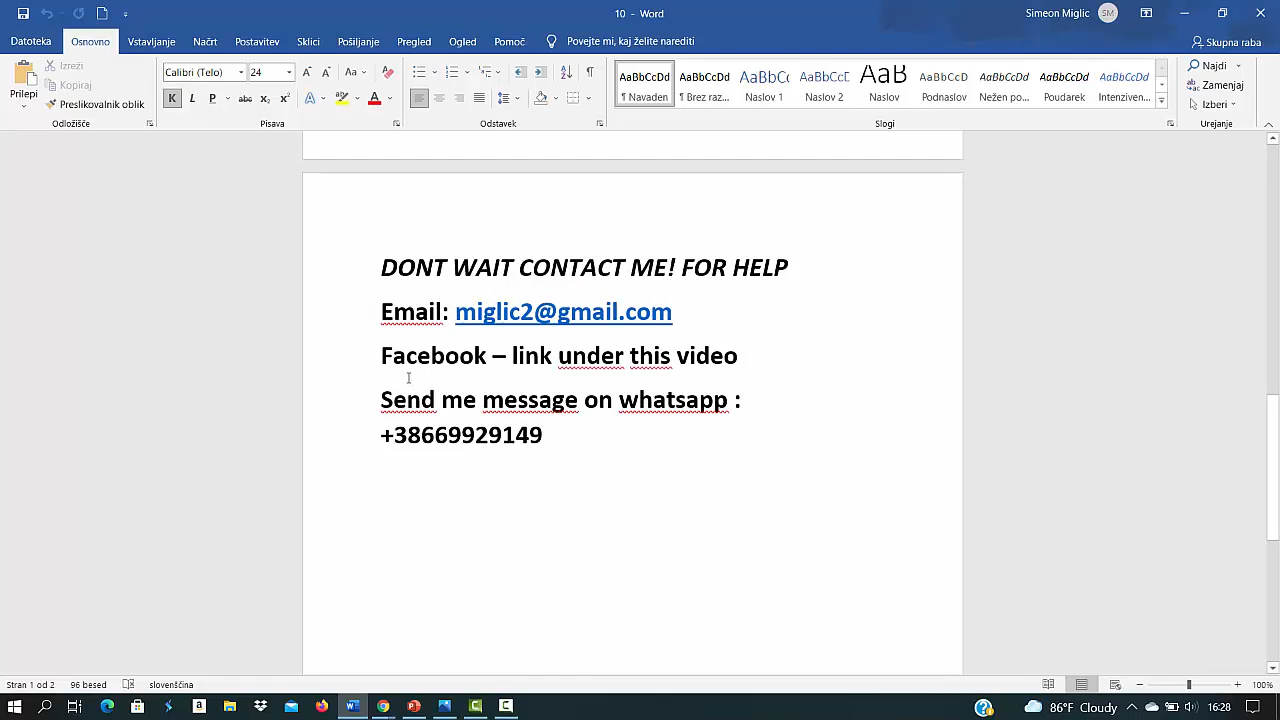 10 - Word
Simeon Miglic SM
Datoteka Osnovno Vstavljanje Načrt Postavitev Sklici Pošiljanje Pregled Ogled Pomoč Povejte mi, kaj želite narediti Skupna raba
Prilepi
Izreži
Kopiraj
Preslikovalnik oblik
Calibri (Telo) 24
AaBbCcDd AaBbCcDd AaBbCc AaBbCcD AaB AaBbCcD AaBbCcDd AaBbCcDd AaBbCcDd
¶ Navaden ¶ Brez raz... Naslov 1 Naslov 2 Naslov Podnaslov Nežen po... Poudarek Intenziven...
Najdi
Zamenjaj
Izberi
Odložišče Pisava Odstavek Slogi Urejanje
DONT WAIT CONTACT ME! FOR HELP
Email: miglic2@gmail.com
Facebook – link under this video
Send me message on whatsapp :
+38669929149
Stran 1 od 2 96 besed slovenščina 100%
86°F Cloudy 16:28